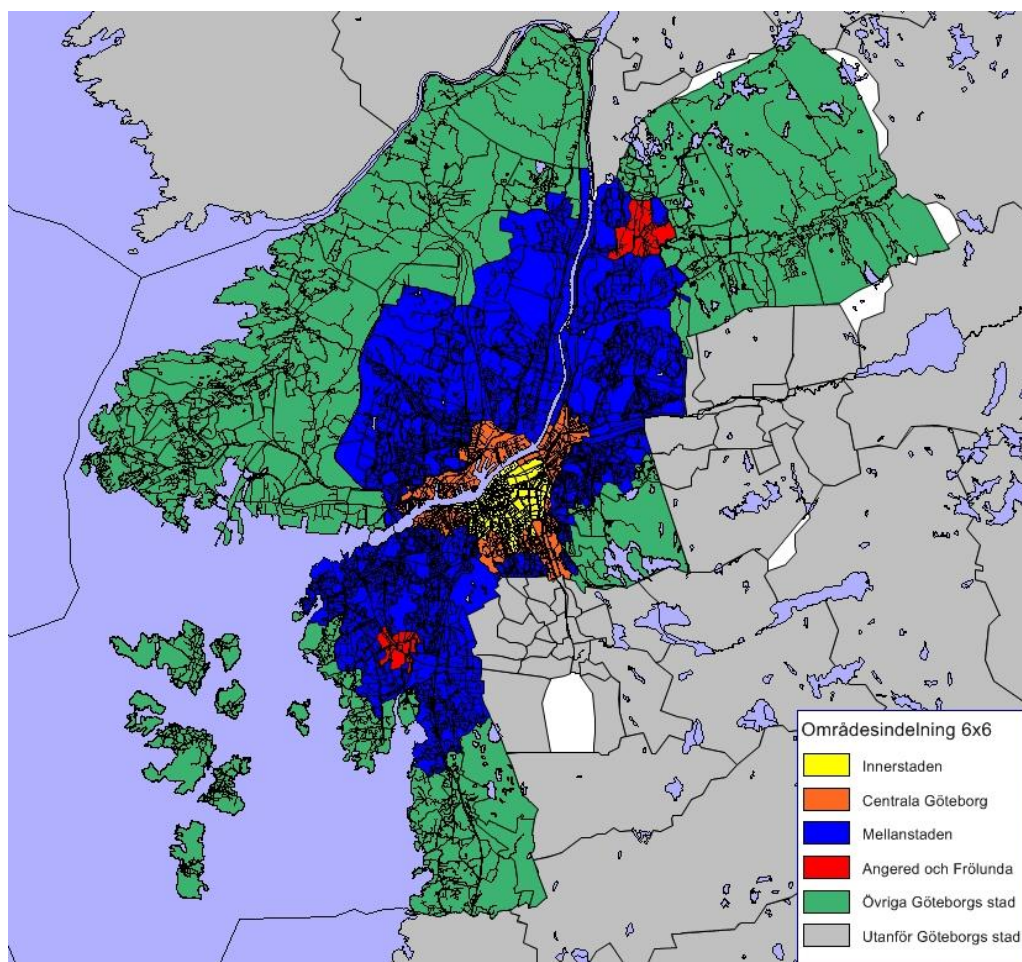 Områdesindelning 6x6
Innerstaden
Centrala Göteborg
Mellanstaden
Angered och Frölunda
Övriga Göteborgs stad
Utanför Göteborgs stad